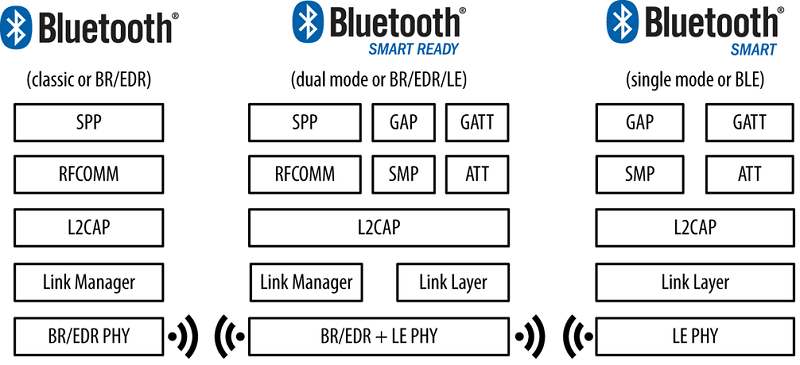 Bluetooth®
(classic or BR/EDR)
SPP
RFCOMM
L2CAP
Link Manager
BR/EDR PHY
Bluetooth®
SMART READY
(dual mode or BR/EDR/LE)
SPP GAP GATT
RFCOMM SMP ATT
L2CAP
Link Manager Link Layer
BR/EDR + LE PHY
Bluetooth®
SMART
(single mode or BLE)
GAP GATT
SMP ATT
L2CAP
Link Layer
LE PHY